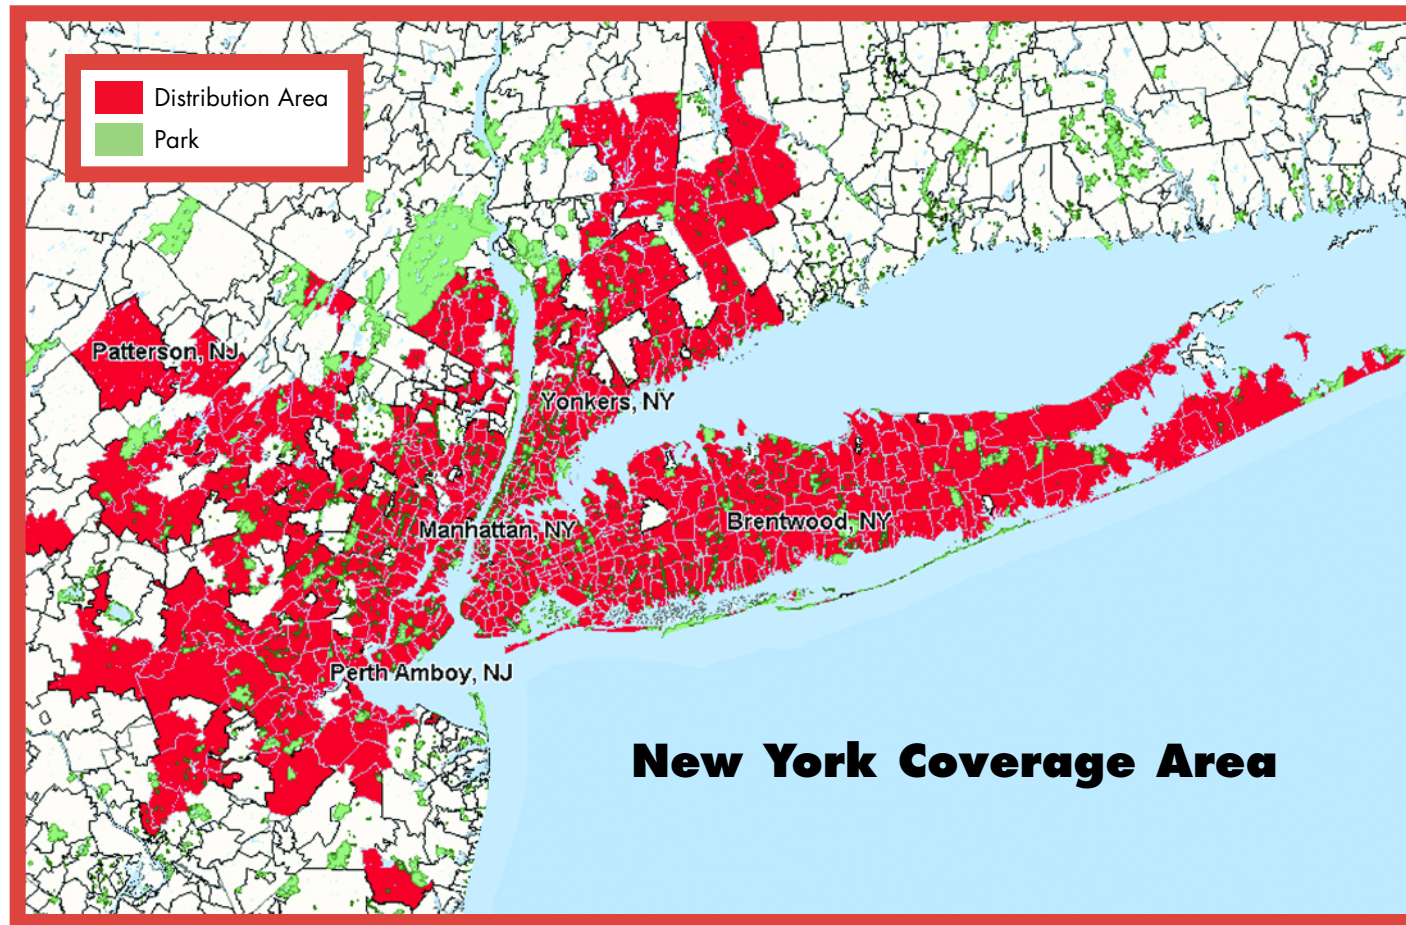 Distribution Area
Park
Patterson, NJ
Yonkers, NY
Manhattan, NY
Brentwood, NY
Perth Amboy, NJ
New York Coverage Area